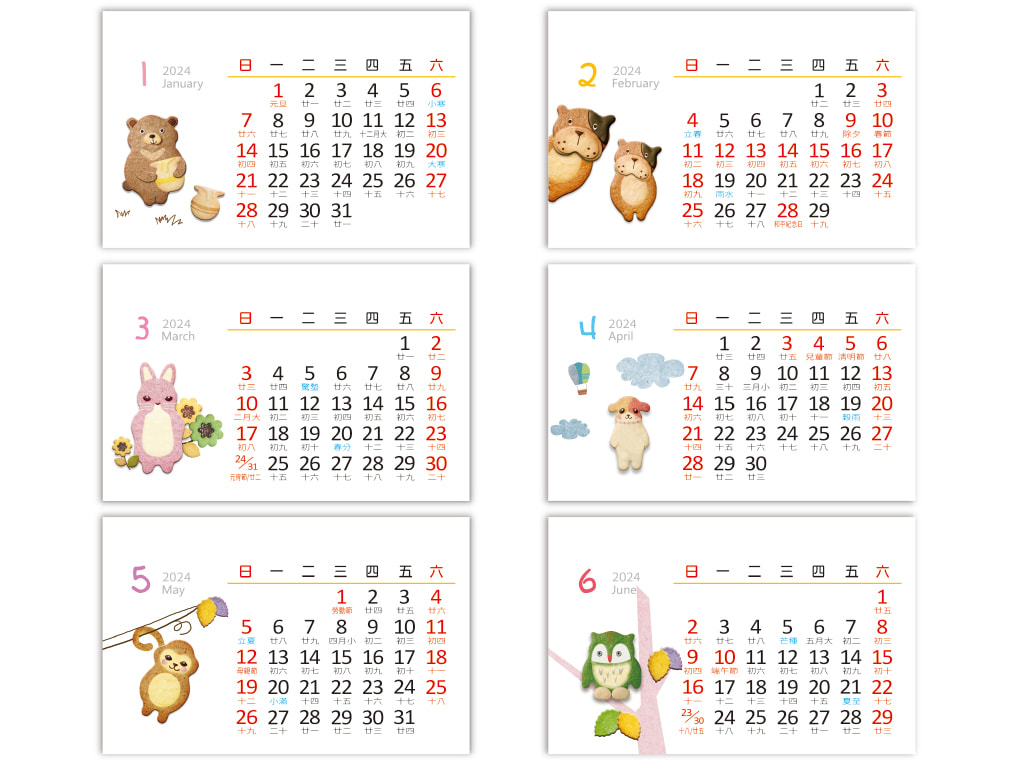 1 2024
January
日 一 二 三 四 五 六
1 2 3 4 5 6
元旦 廿一 廿二 廿三 廿四 小寒
7 8 9 10 11 12 13
廿六 廿七 廿八 廿九 十二月大 初二 初三
14 15 16 17 18 19 20
初四 初五 初六 初七 初八 初九 大寒
21 22 23 24 25 26 27
十一 十二 十三 十四 十五 十六 十七
28 29 30 31
十八 十九 二十 廿一
2 2024
February
日 一 二 三 四 五 六
1 2 3
廿二 廿三 廿四
4 5 6 7 8 9 10
立春 廿六 廿七 廿八 廿九 除夕 春節
11 12 13 14 15 16 17
初二 初三 初四 初五 初六 初七 初八
18 19 20 21 22 23 24
初九 雨水 十一 十二 十三 十四 十五
25 26 27 28 29
十六 十七 十八 和平紀念日 十九
3 2024
March
日 一 二 三 四 五 六
1 2
廿一 廿二
3 4 5 6 7 8 9
廿三 廿四 驚蟄 廿六 廿七 廿八 廿九
10 11 12 13 14 15 16
二月大 初二 初三 初四 初五 初六 初七
17 18 19 20 21 22 23
初八 初九 初十 春分 十二 十三 十四
24/31 25 26 27 28 29 30
元宵節/廿二 十五 十六 十七 十八 十九 二十
4 2024
April
日 一 二 三 四 五 六
1 2 3 4 5 6
廿三 廿四 廿五 兒童節 清明節 廿八
7 8 9 10 11 12 13
廿九 三十 三月小 初二 初三 初四 初五
14 15 16 17 18 19 20
初六 初七 初八 初十 十一 穀雨 十三
21 22 23 24 25 26 27
十四 十五 十六 十七 十八 十九 二十
28 29 30
廿一 廿二 廿三
5 2024
May
日 一 二 三 四 五 六
1 2 3 4
勞動節 廿四 廿五 廿六
5 6 7 8 9 10 11
立夏 廿八 廿九 四月小 初二 初三 初四
12 13 14 15 16 17 18
母親節 初六 初七 初八 初九 初十 十一
19 20 21 22 23 24 25
十二 小滿 十四 十五 十六 十七 十八
26 27 28 29 30 31
十九 二十 廿一 廿二 廿三 廿四
6 2024
June
日 一 二 三 四 五 六
1
廿五
2 3 4 5 6 7 8
廿六 廿七 廿八 芒種 五月大 初二 初三
9 10 11 12 13 14 15
初四 端午節 初六 初七 初八 初九 初十
16 17 18 19 20 21 22
十一 十二 十三 十四 十五 夏至 十七
23/30 24 25 26 27 28 29
十八/廿五 十八 十九 二十 廿一 廿二 廿三